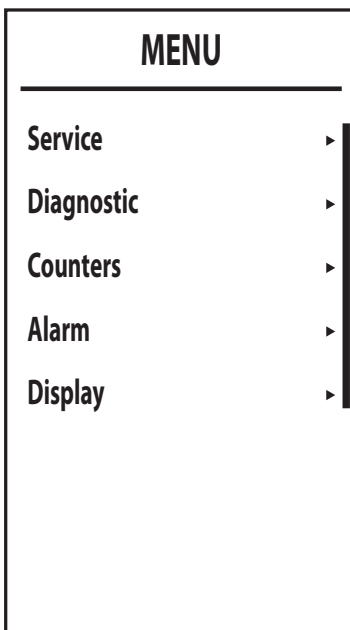 MENU
Service
Diagnostic
Counters
Alarm
Display